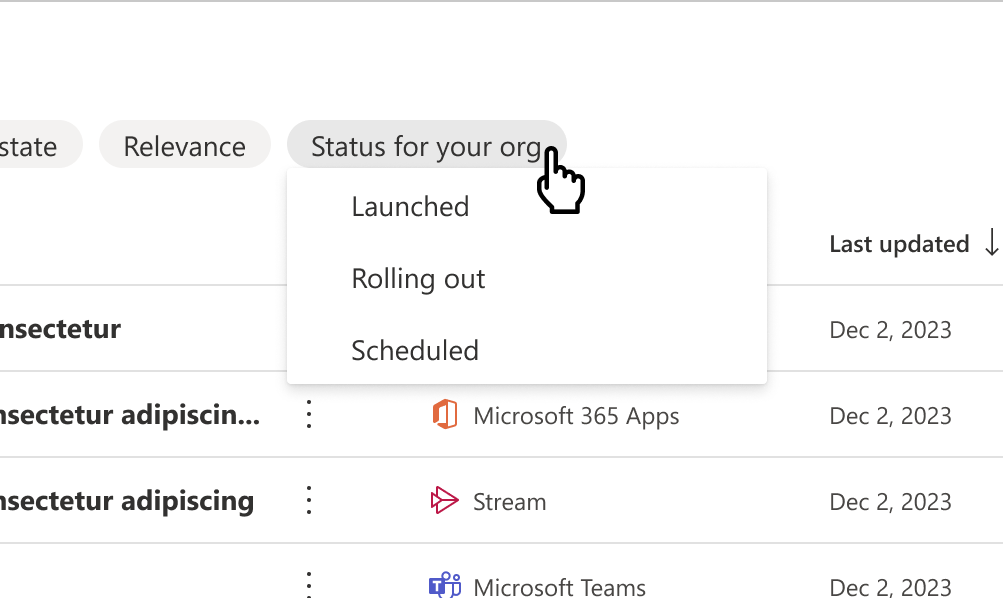 state Relevance Status for your org
Launched
Last updated
Rolling out
nsectetur Dec 2, 2023
Scheduled
nsectetur adipiscin... Microsoft 365 Apps Dec 2, 2023
nsectetur adipiscing Stream Dec 2, 2023
Microsoft Teams Dec 2, 2023